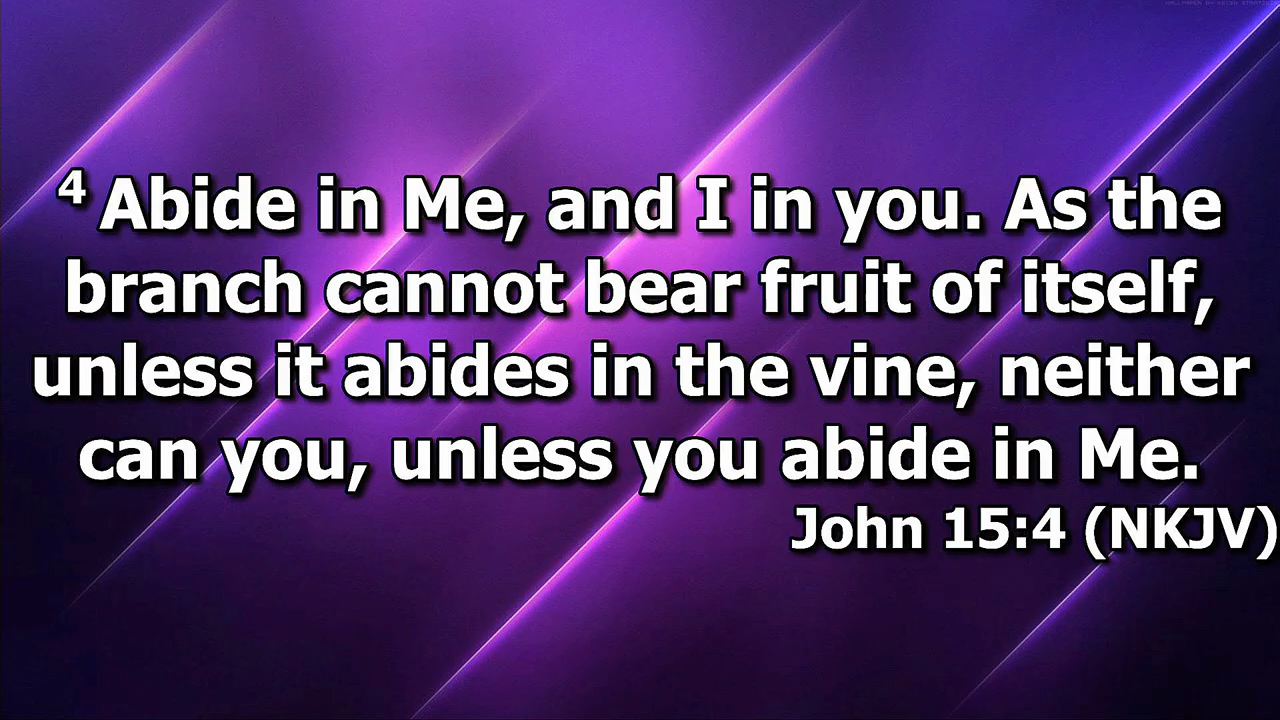 ⁴ Abide in Me, and I in you. As the
branch cannot bear fruit of itself,
unless it abides in the vine, neither
can you, unless you abide in Me.
John 15:4 (NKJV)